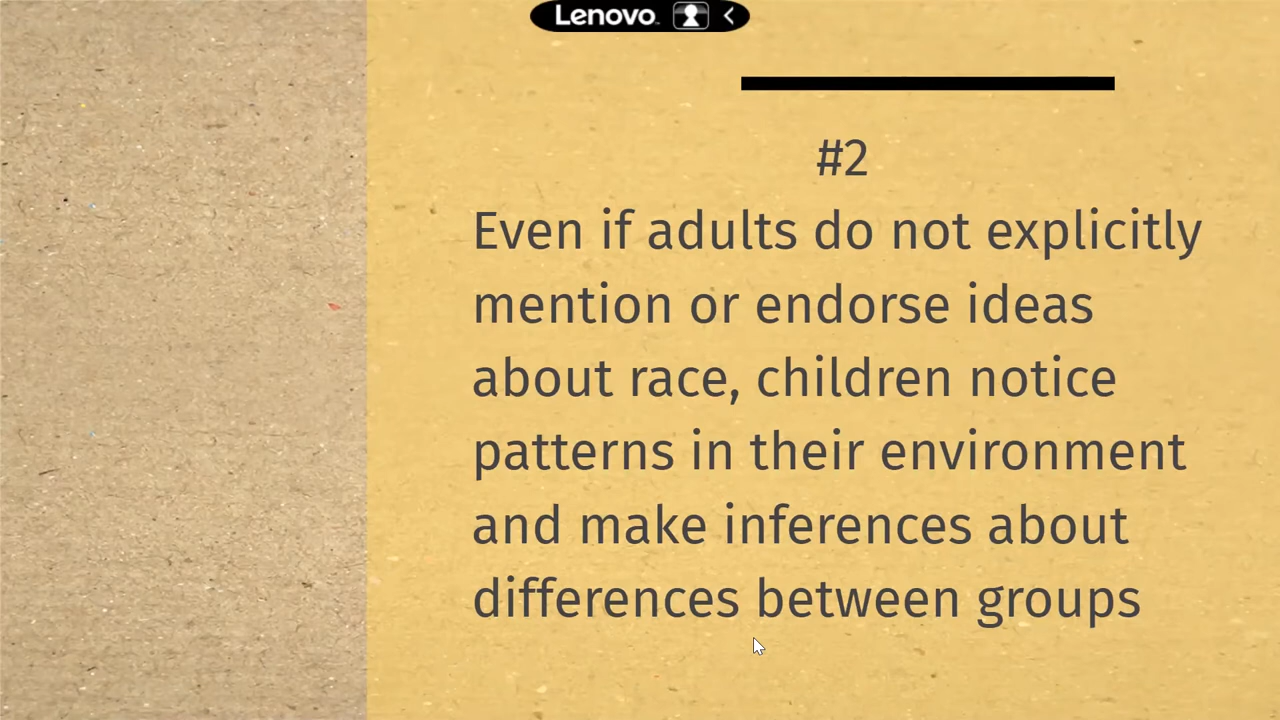 Lenovo
#2
Even if adults do not explicitly
mention or endorse ideas
about race, children notice
patterns in their environment
and make inferences about
differences between groups